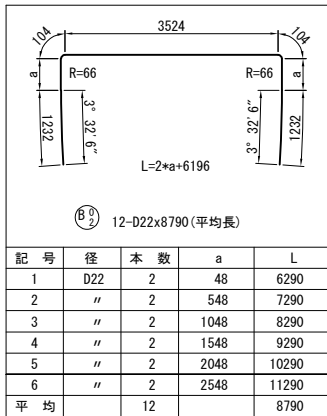 3524
104
104
a
a
R=66
R=66
1232
3° 32′ 6″
3° 32′ 6″
1232
L=2*a+6196
B 0 2 12-D22x8790(平均長)
記 号 径 本 数 a L
1 D22 2 48 6290
2 〃 2 548 7290
3 〃 2 1048 8290
4 〃 2 1548 9290
5 〃 2 2048 10290
6 〃 2 2548 11290
平 均 12 8790